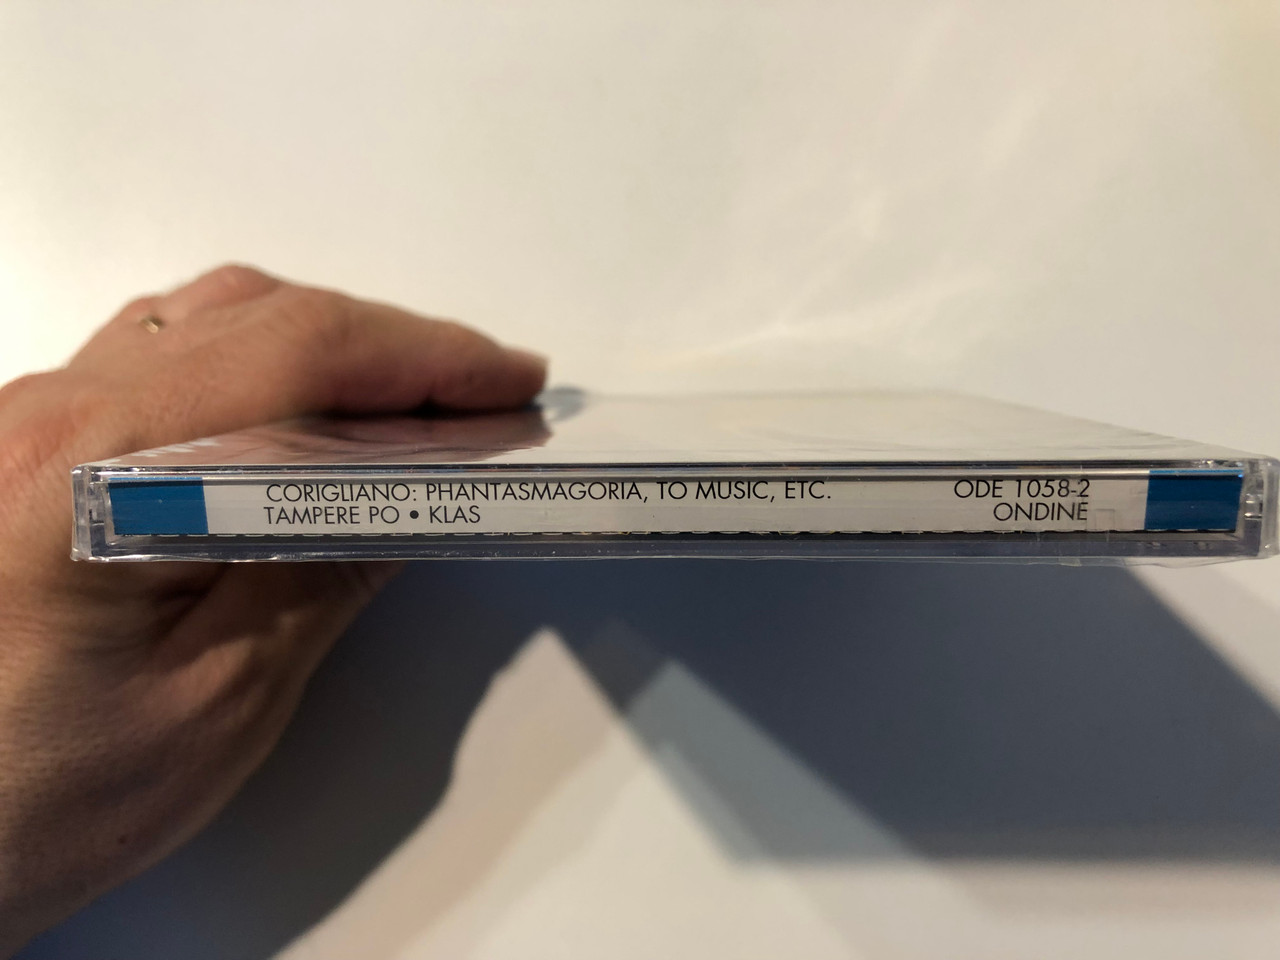 CORIGLIANO: PHANTASMAGORIA, TO MUSIC, ETC.
TAMPERE PO • KLAS
ODE 1058-2
ONDINE